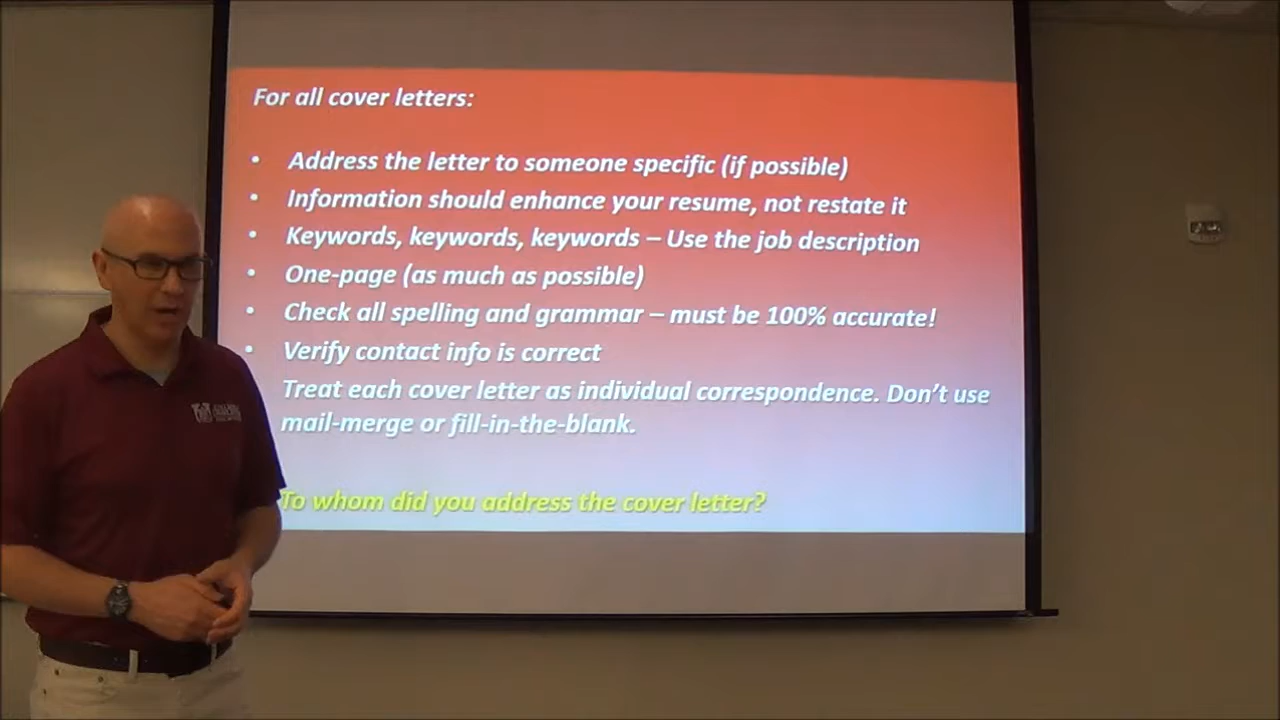 For all cover letters:
• Address the letter to someone specific (if possible)
• Information should enhance your resume, not restate it
• Keywords, keywords, keywords – Use the job description
• One-page (as much as possible)
• Check all spelling and grammar – must be 100% accurate!
• Verify contact info is correct
Treat each cover letter as individual correspondence. Don't use
mail-merge or fill-in-the-blank.
To whom did you address the cover letter?